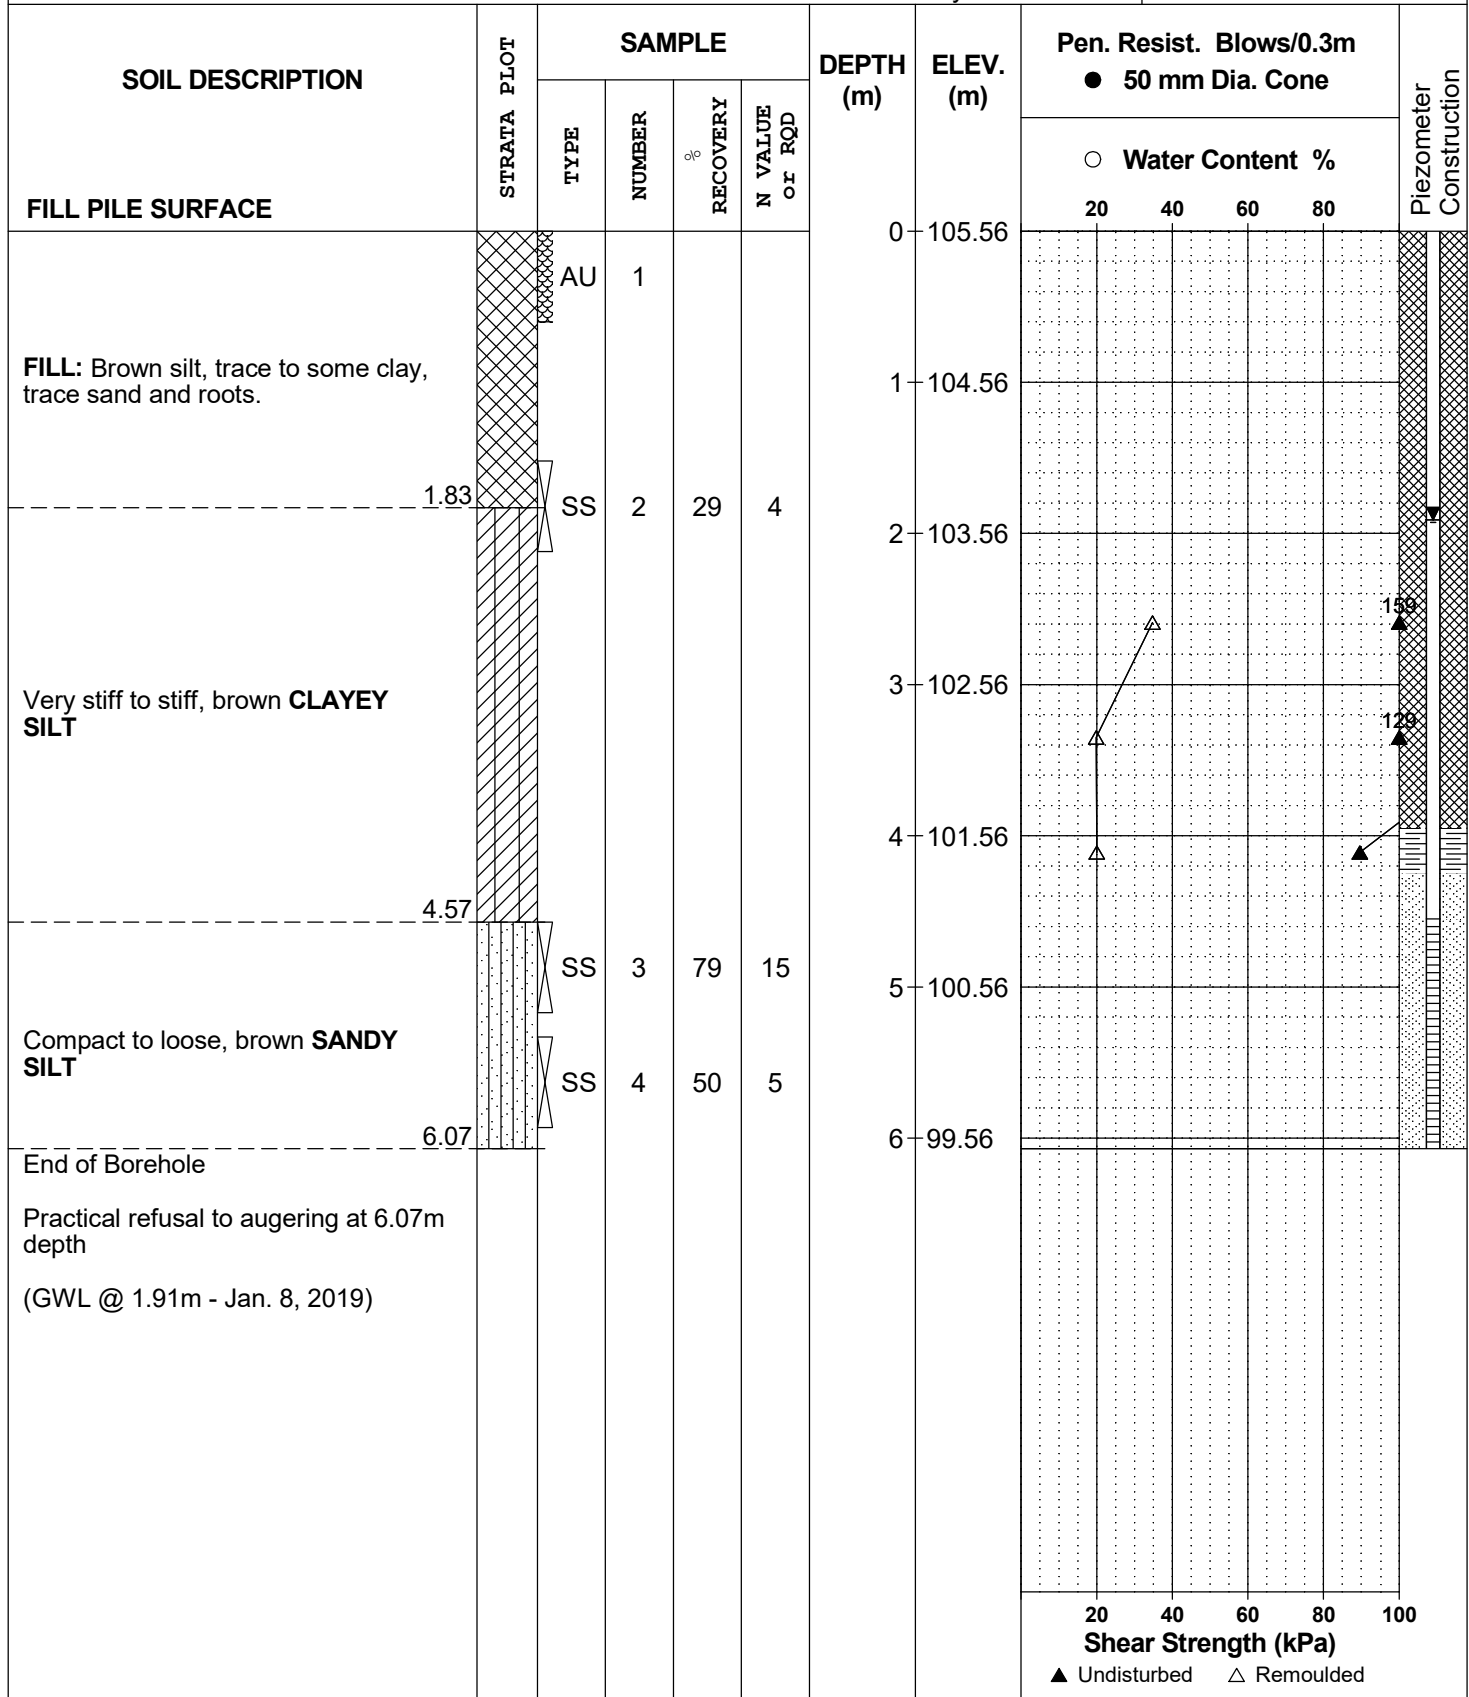 SOIL DESCRIPTION
FILL PILE SURFACE
STRATA PLOT
SAMPLE
TYPE
NUMBER
%
RECOVERY
N VALUE
or RQD
DEPTH
(m)
ELEV.
(m)
Pen. Resist. Blows/0.3m
● 50 mm Dia. Cone
○ Water Content %
20 40 60 80
Piezometer
Construction
0 105.56
AU 1
FILL: Brown silt, trace to some clay,
trace sand and roots.
1 104.56
1.83
SS 2 29 4
2 103.56
159
Very stiff to stiff, brown CLAYEY
SILT
3 102.56
129
4 101.56
4.57
SS 3 79 15
5 100.56
Compact to loose, brown SANDY
SILT
SS 4 50 5
6.07
6 99.56
End of Borehole
Practical refusal to augering at 6.07m
depth
(GWL @ 1.91m - Jan. 8, 2019)
20 40 60 80 100
Shear Strength (kPa)
▲ Undisturbed △ Remoulded